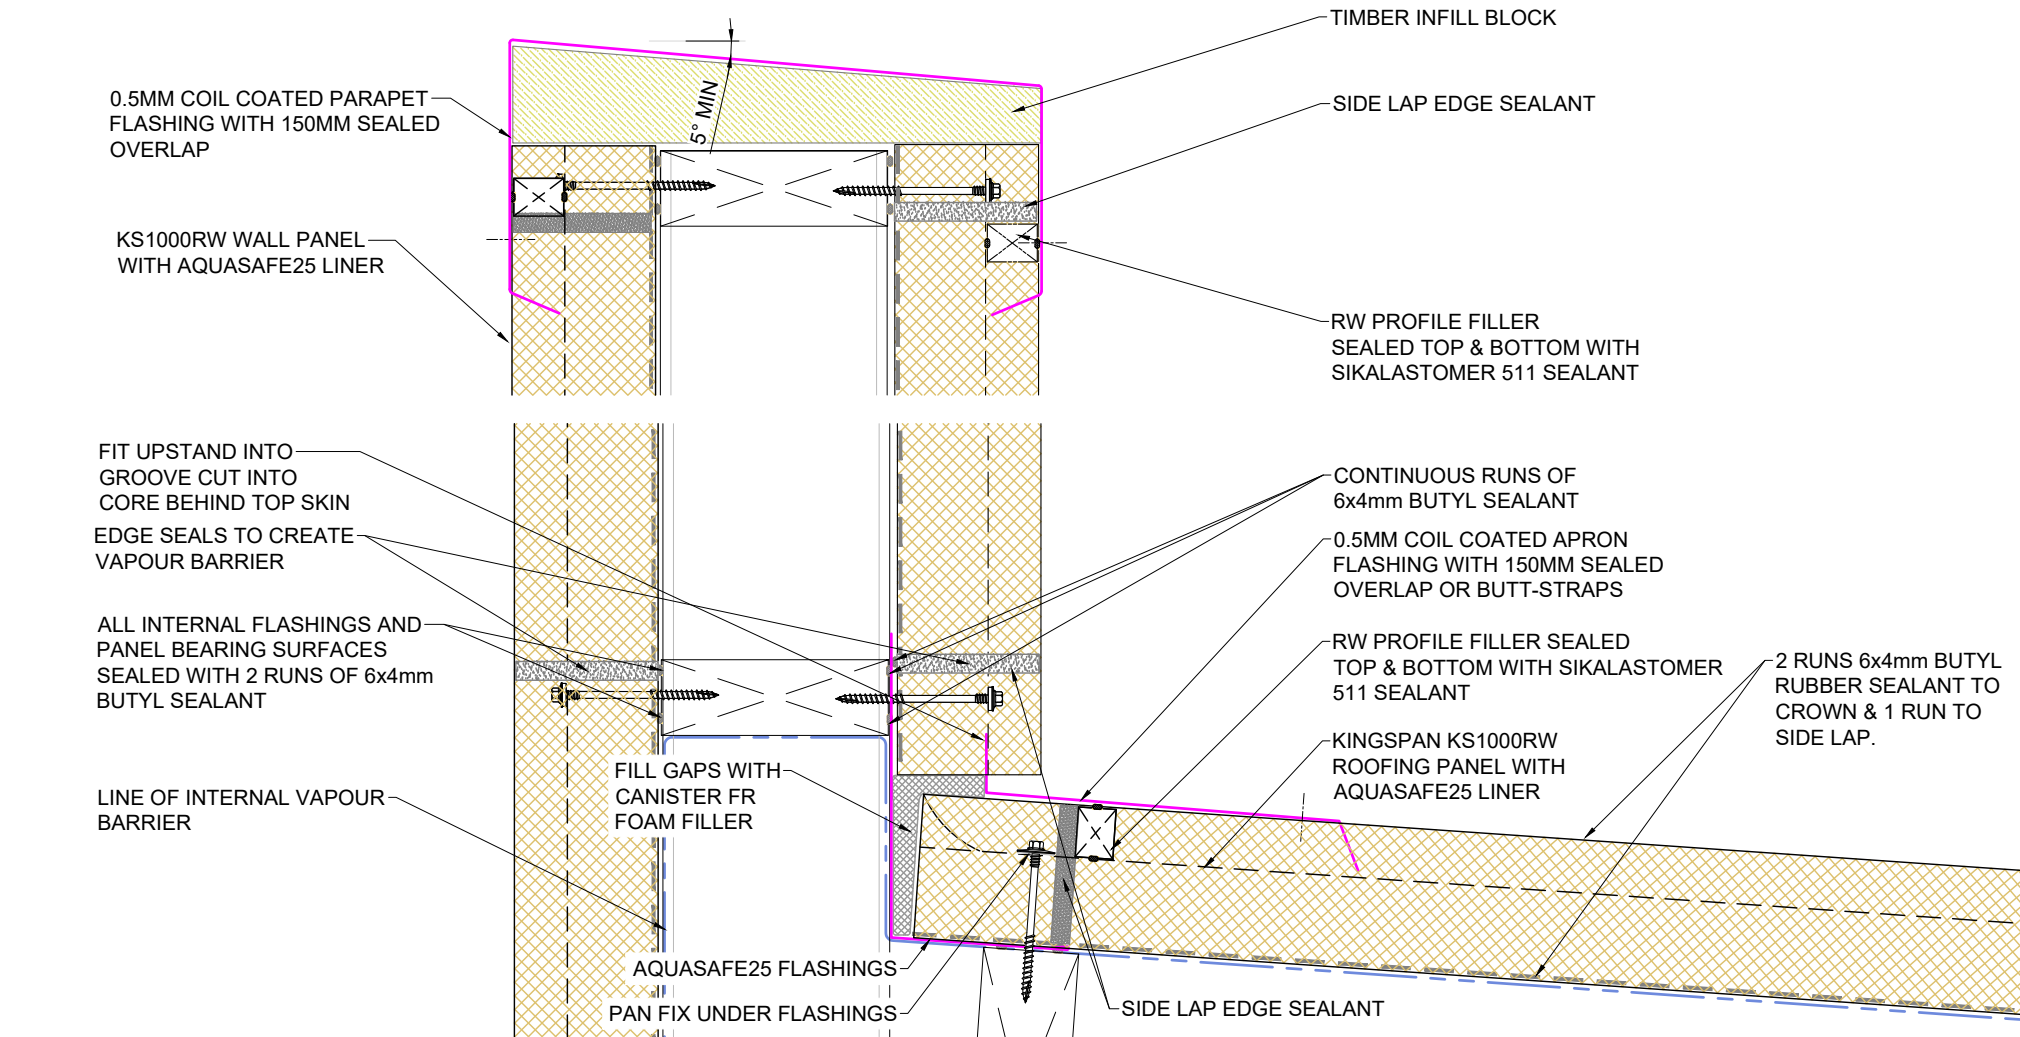 TIMBER INFILL BLOCK
0.5MM COIL COATED PARAPET
FLASHING WITH 150MM SEALED
OVERLAP
5° MIN
SIDE LAP EDGE SEALANT
KS1000RW WALL PANEL
WITH AQUASAFE25 LINER
RW PROFILE FILLER
SEALED TOP & BOTTOM WITH
SIKALASTOMER 511 SEALANT
FIT UPSTAND INTO
GROOVE CUT INTO
CORE BEHIND TOP SKIN
CONTINUOUS RUNS OF
6x4mm BUTYL SEALANT
EDGE SEALS TO CREATE
VAPOUR BARRIER
0.5MM COIL COATED APRON
FLASHING WITH 150MM SEALED
OVERLAP OR BUTT-STRAPS
ALL INTERNAL FLASHINGS AND
PANEL BEARING SURFACES
SEALED WITH 2 RUNS OF 6x4mm
BUTYL SEALANT
RW PROFILE FILLER SEALED
TOP & BOTTOM WITH SIKALASTOMER
511 SEALANT
2 RUNS 6x4mm BUTYL
RUBBER SEALANT TO
CROWN & 1 RUN TO
SIDE LAP.
KINGSPAN KS1000RW
ROOFING PANEL WITH
AQUASAFE25 LINER
FILL GAPS WITH
CANISTER FR
FOAM FILLER
LINE OF INTERNAL VAPOUR
BARRIER
AQUASAFE25 FLASHINGS
PAN FIX UNDER FLASHINGS
SIDE LAP EDGE SEALANT